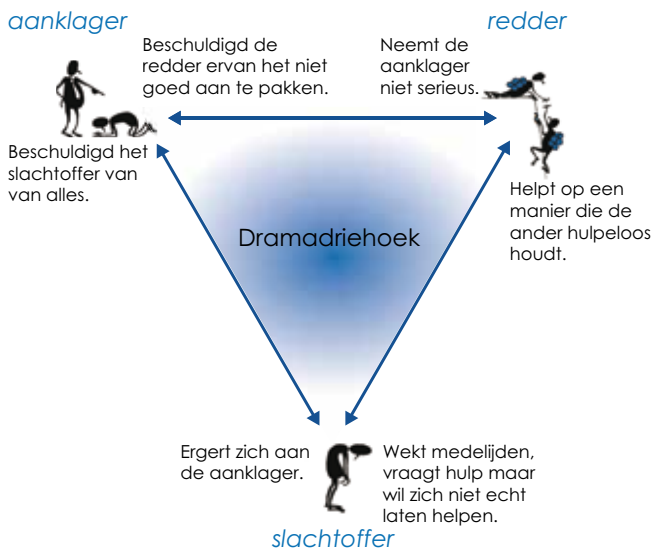 aanklager
Beschuldigd de
redder ervan het niet
goed aan te pakken.
redder
Neemt de
aanklager
niet serieus.
Beschuldigd het
slachtoffer van
van alles.
Helpt op een
manier die de
ander hulpeloos
houdt.
Dramadriehoek
Ergert zich aan
de aanklager.
Wekt medelijden,
vraagt hulp maar
wil zich niet echt
laten helpen.
slachtoffer